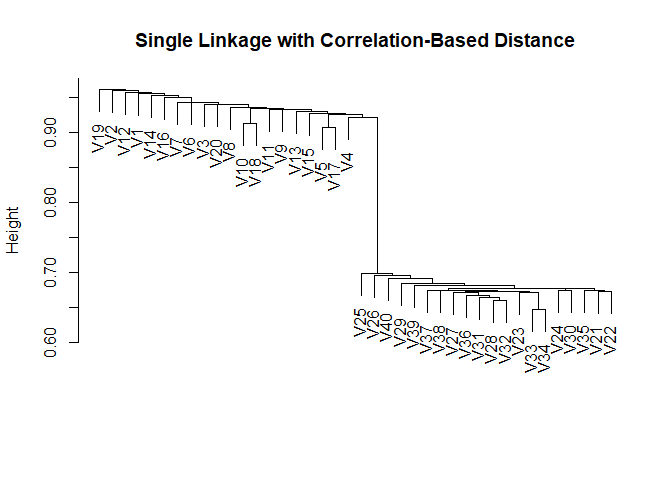 Single Linkage with Correlation-Based Distance
Height
0.90
0.80
0.70
0.60
V19
V2
V12
V1
V14
V16
V7
V6
V3
V20
V8
V10
V18
V11
V9
V13
V15
V5
V17
V4
V25
V26
V40
V29
V39
V37
V38
V27
V36
V31
V28
V32
V23
V33
V34
V24
V30
V35
V21
V22